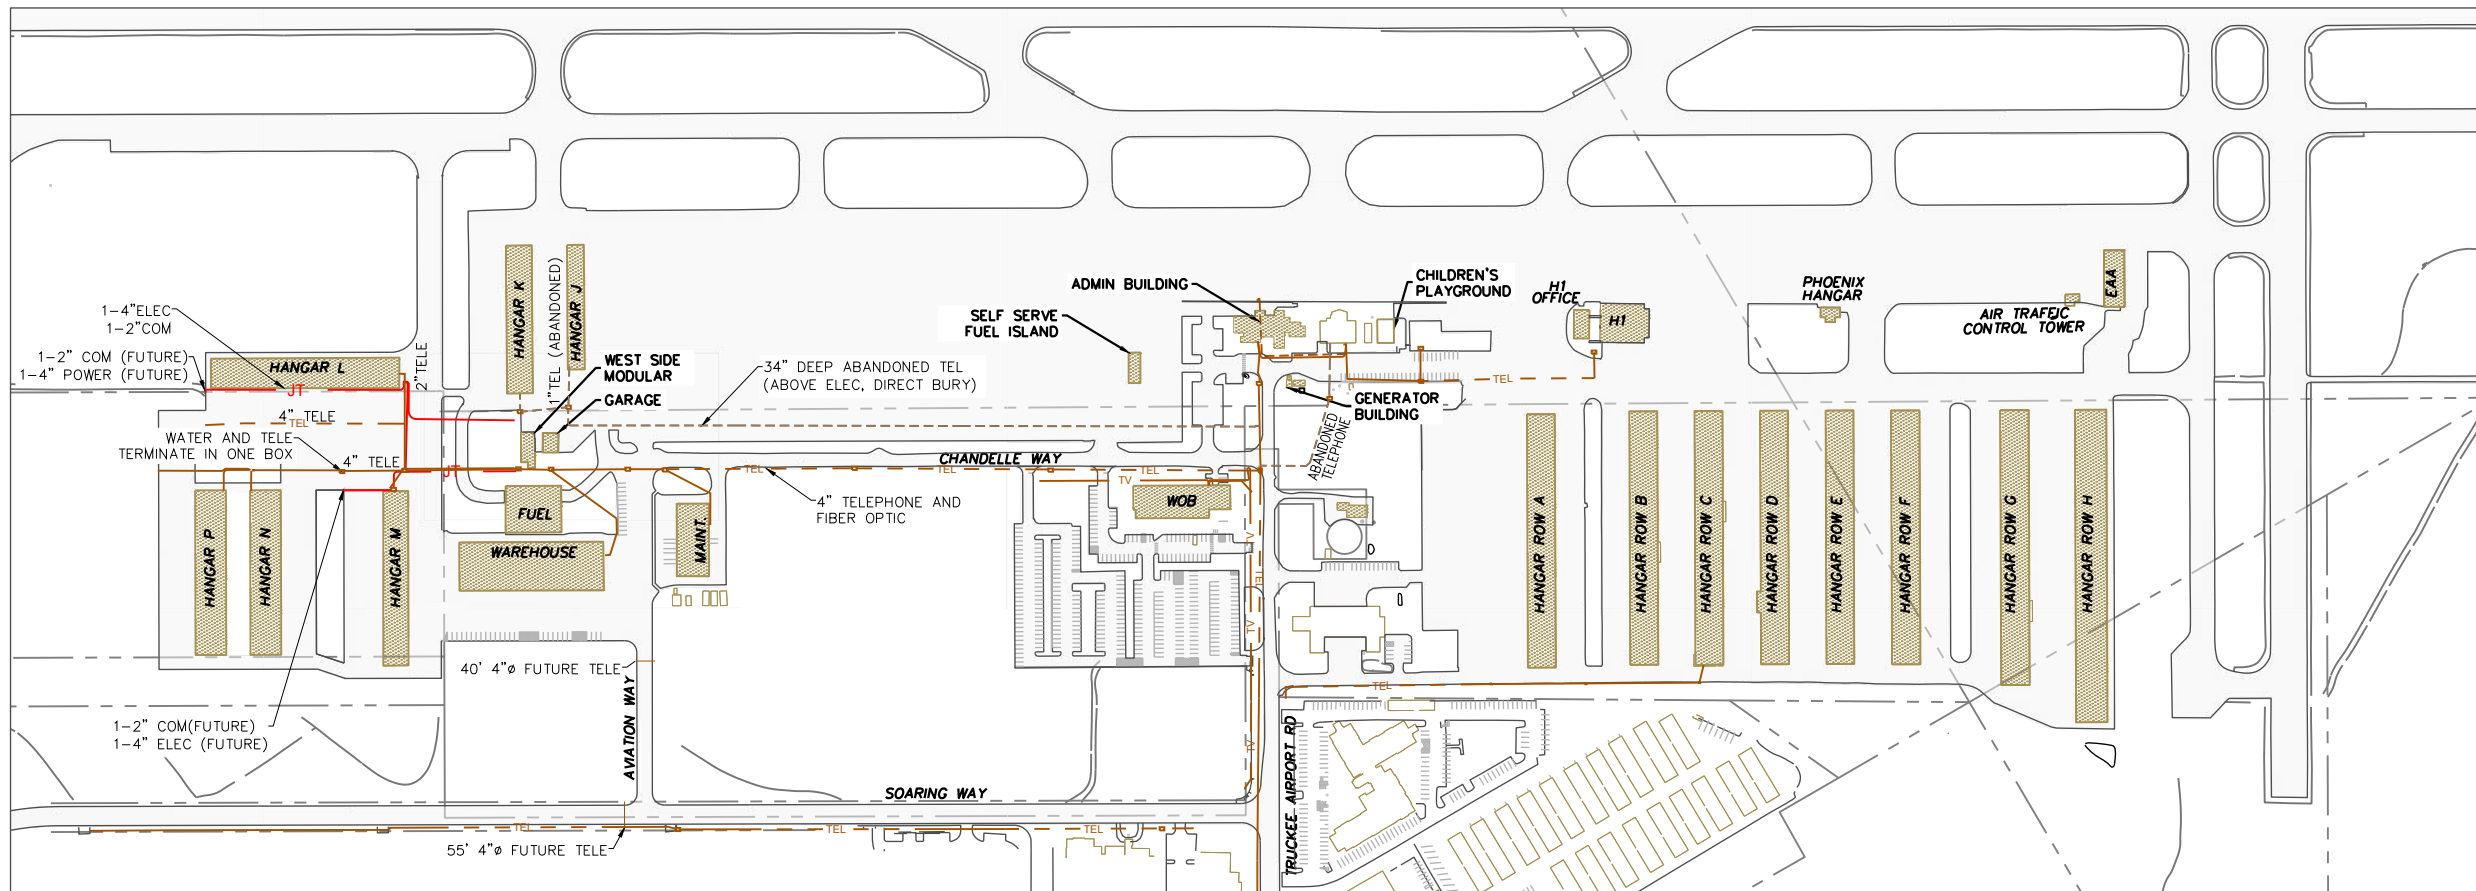 HANGAR K
1"TEL (ABANDONED)
HANGAR J
ADMIN BUILDING
CHILDREN'S
PLAYGROUND
H1
OFFICE
H1
PHOENIX
HANGAR
EAA
AIR TRAFFIC
CONTROL TOWER
SELF SERVE
FUEL ISLAND
1-4"ELEC
1-2"COM
1-2" COM (FUTURE)
1-4" POWER (FUTURE)
HANGAR L
JT
2"TELE
WEST SIDE
MODULAR
GARAGE
34" DEEP ABANDONED TEL
(ABOVE ELEC, DIRECT BURY)
TEL
GENERATOR
BUILDING
ABANDONED
TELEPHONE
4" TELE
TEL
WATER AND TELE
TERMINATE IN ONE BOX
4" TELE
JT
CHANDELLE WAY
TEL
TEL
TEL
TV
4" TELEPHONE AND
FIBER OPTIC
WOB
FUEL
WAREHOUSE
MAINT.
HANGAR P
HANGAR N
HANGAR M
TV
TEL
TV
TV
HANGAR ROW A
HANGAR ROW B
HANGAR ROW C
HANGAR ROW D
HANGAR ROW E
HANGAR ROW F
HANGAR ROW G
HANGAR ROW H
40' 4"ø FUTURE TELE
AVIATION WAY
1-2" COM(FUTURE)
1-4" ELEC (FUTURE)
TEL
TRUCKEE AIRPORT RD
SOARING WAY
TEL
TEL
TEL
55' 4"ø FUTURE TELE